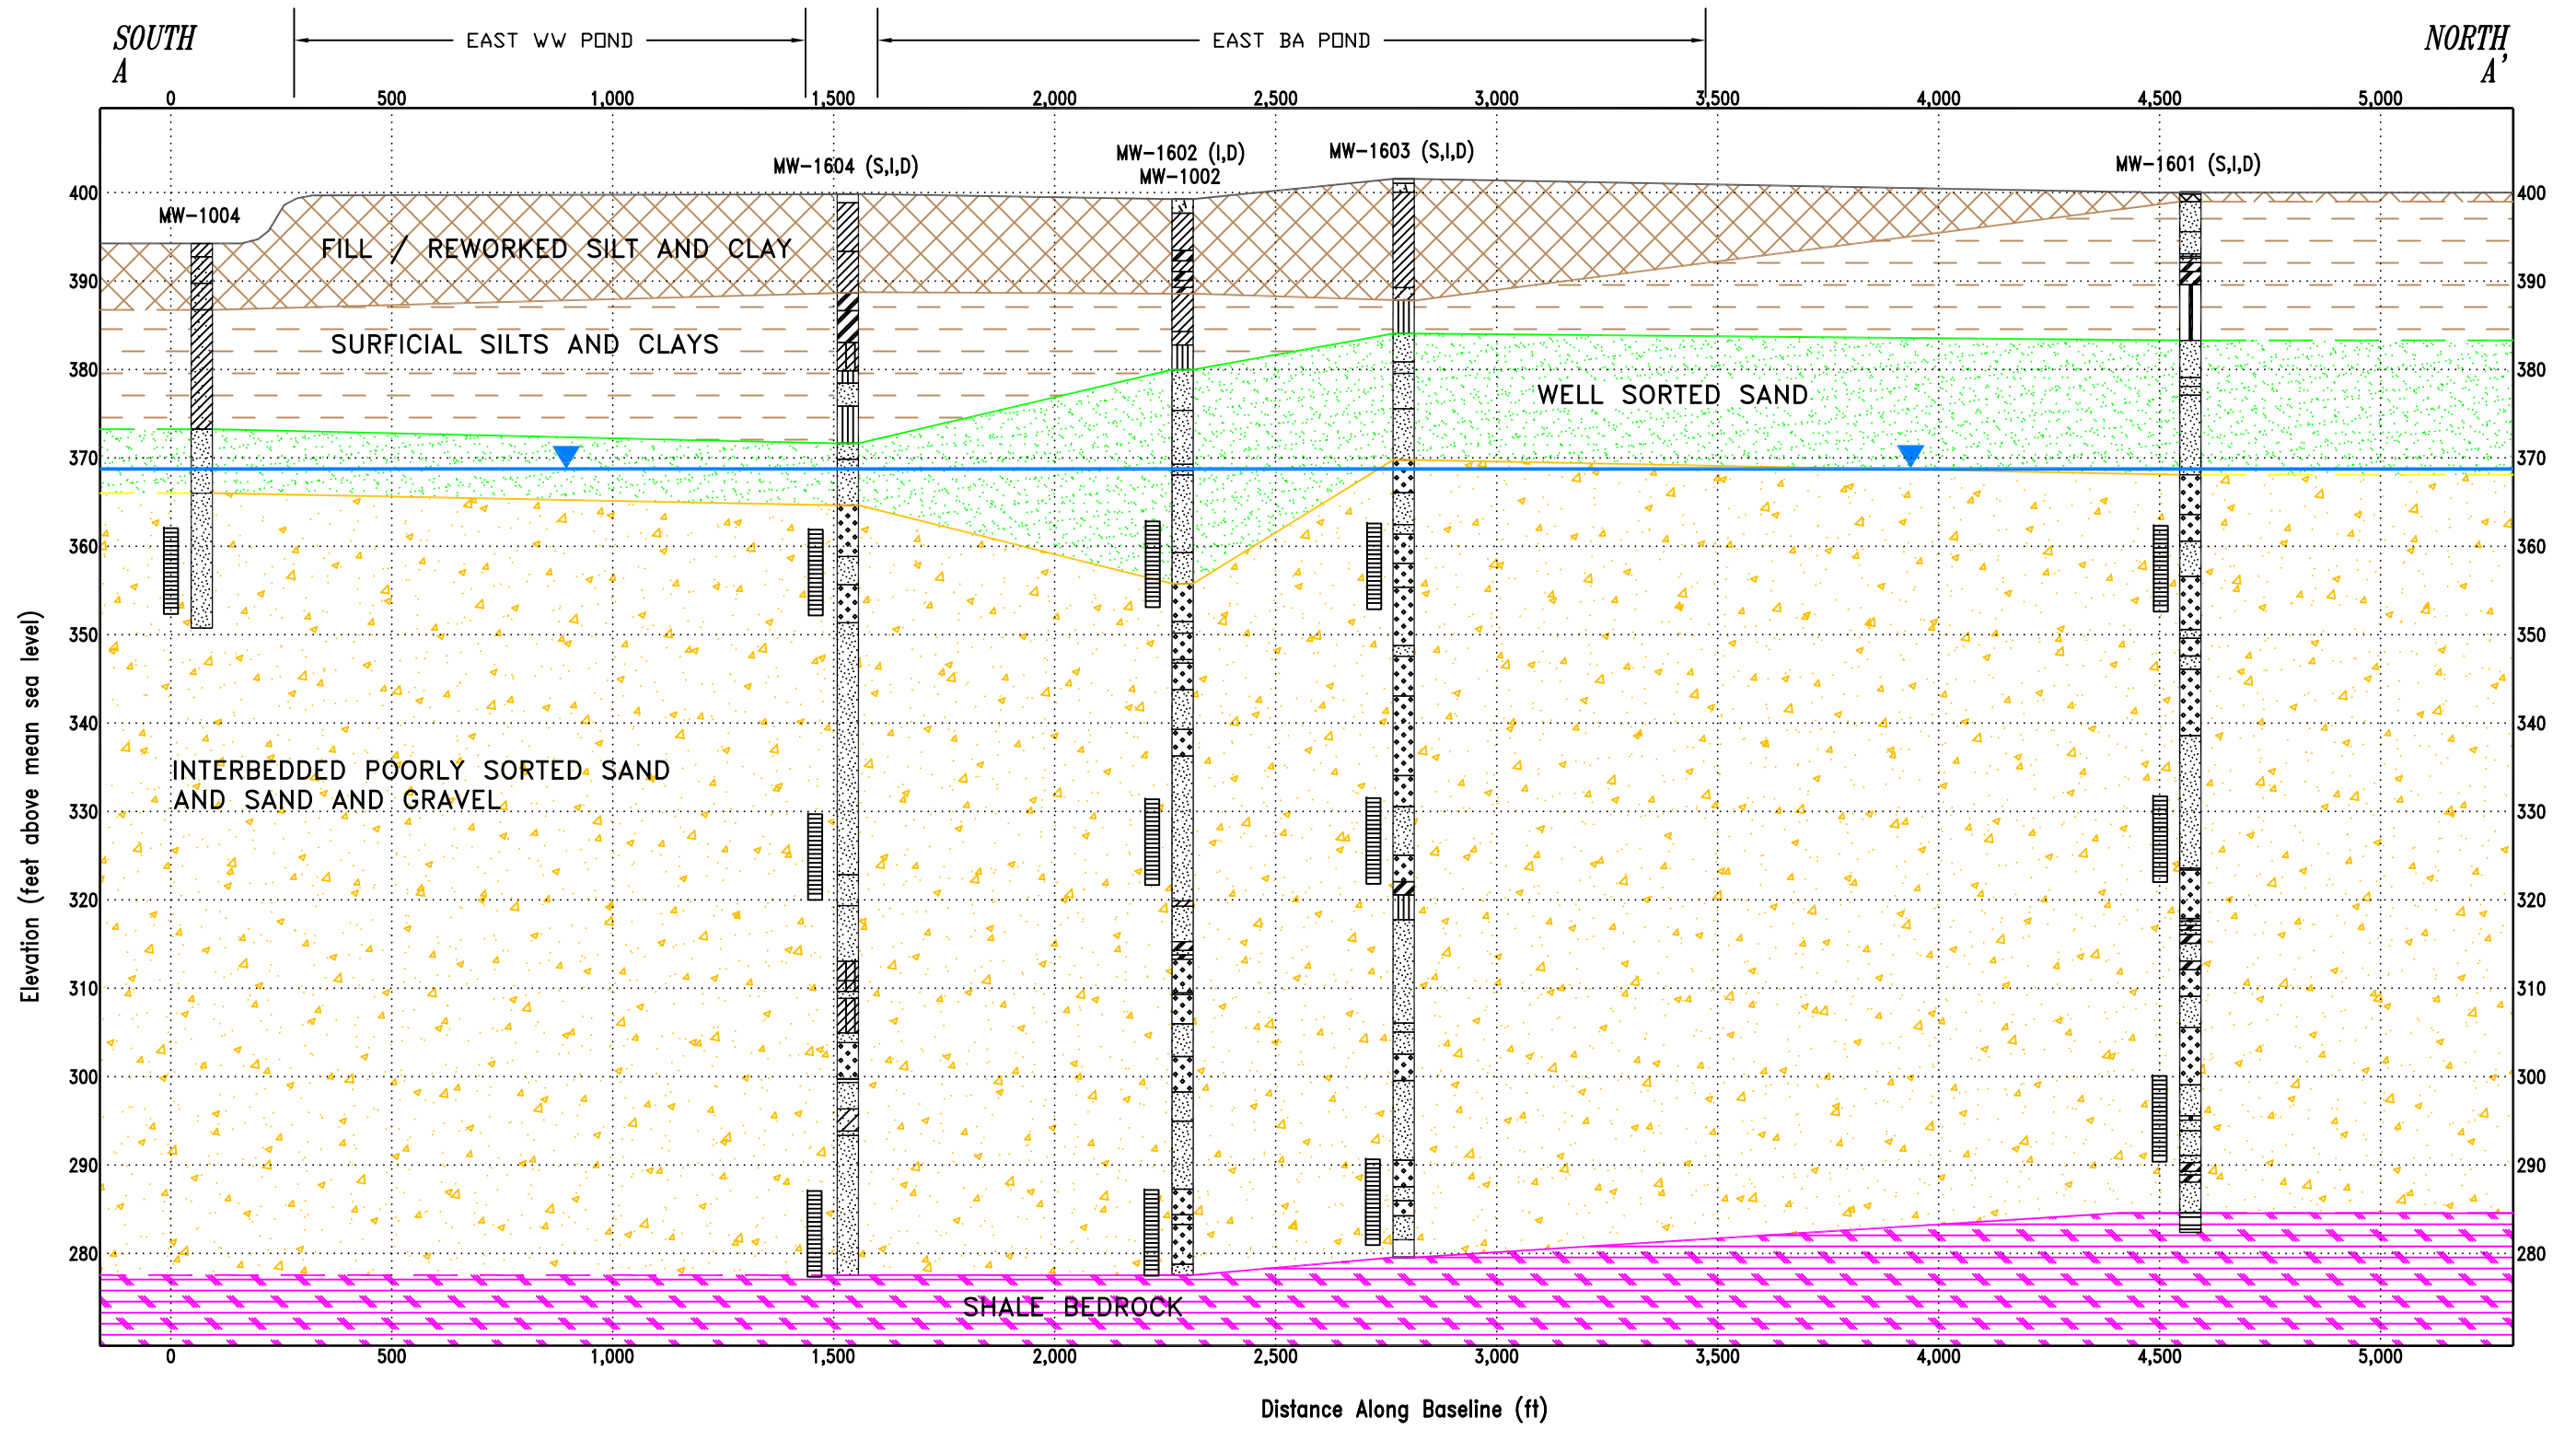 SOUTH
A
EAST WW POND
EAST BA POND
NORTH
A'
0 500 1,000 1,500 2,000 2,500 3,000 3,500 4,000 4,500 5,000
MW-1604 (S,I,D)
MW-1602 (I,D)
MW-1002
MW-1603 (S,I,D)
MW-1601 (S,I,D)
MW-1004
400 400
390 390
380 380
370 370
360 360
350 350
340 340
330 330
320 320
310 310
300 300
290 290
280 280
FILL / REWORKED SILT AND CLAY
SURFICIAL SILTS AND CLAYS
WELL SORTED SAND
INTERBEDDED POORLY SORTED SAND
AND SAND AND GRAVEL
SHALE BEDROCK
Elevation (feet above mean sea level)
0 500 1,000 1,500 2,000 2,500 3,000 3,500 4,000 4,500 5,000
Distance Along Baseline (ft)